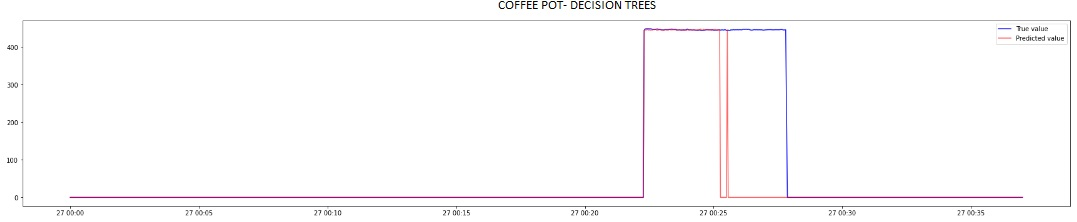 COFFEE POT- DECISION TREES
True value
Predicted value
400
300
200
100
0
27 00:00 27 00:05 27 00:10 27 00:15 27 00:20 27 00:25 27 00:30 27 00:35